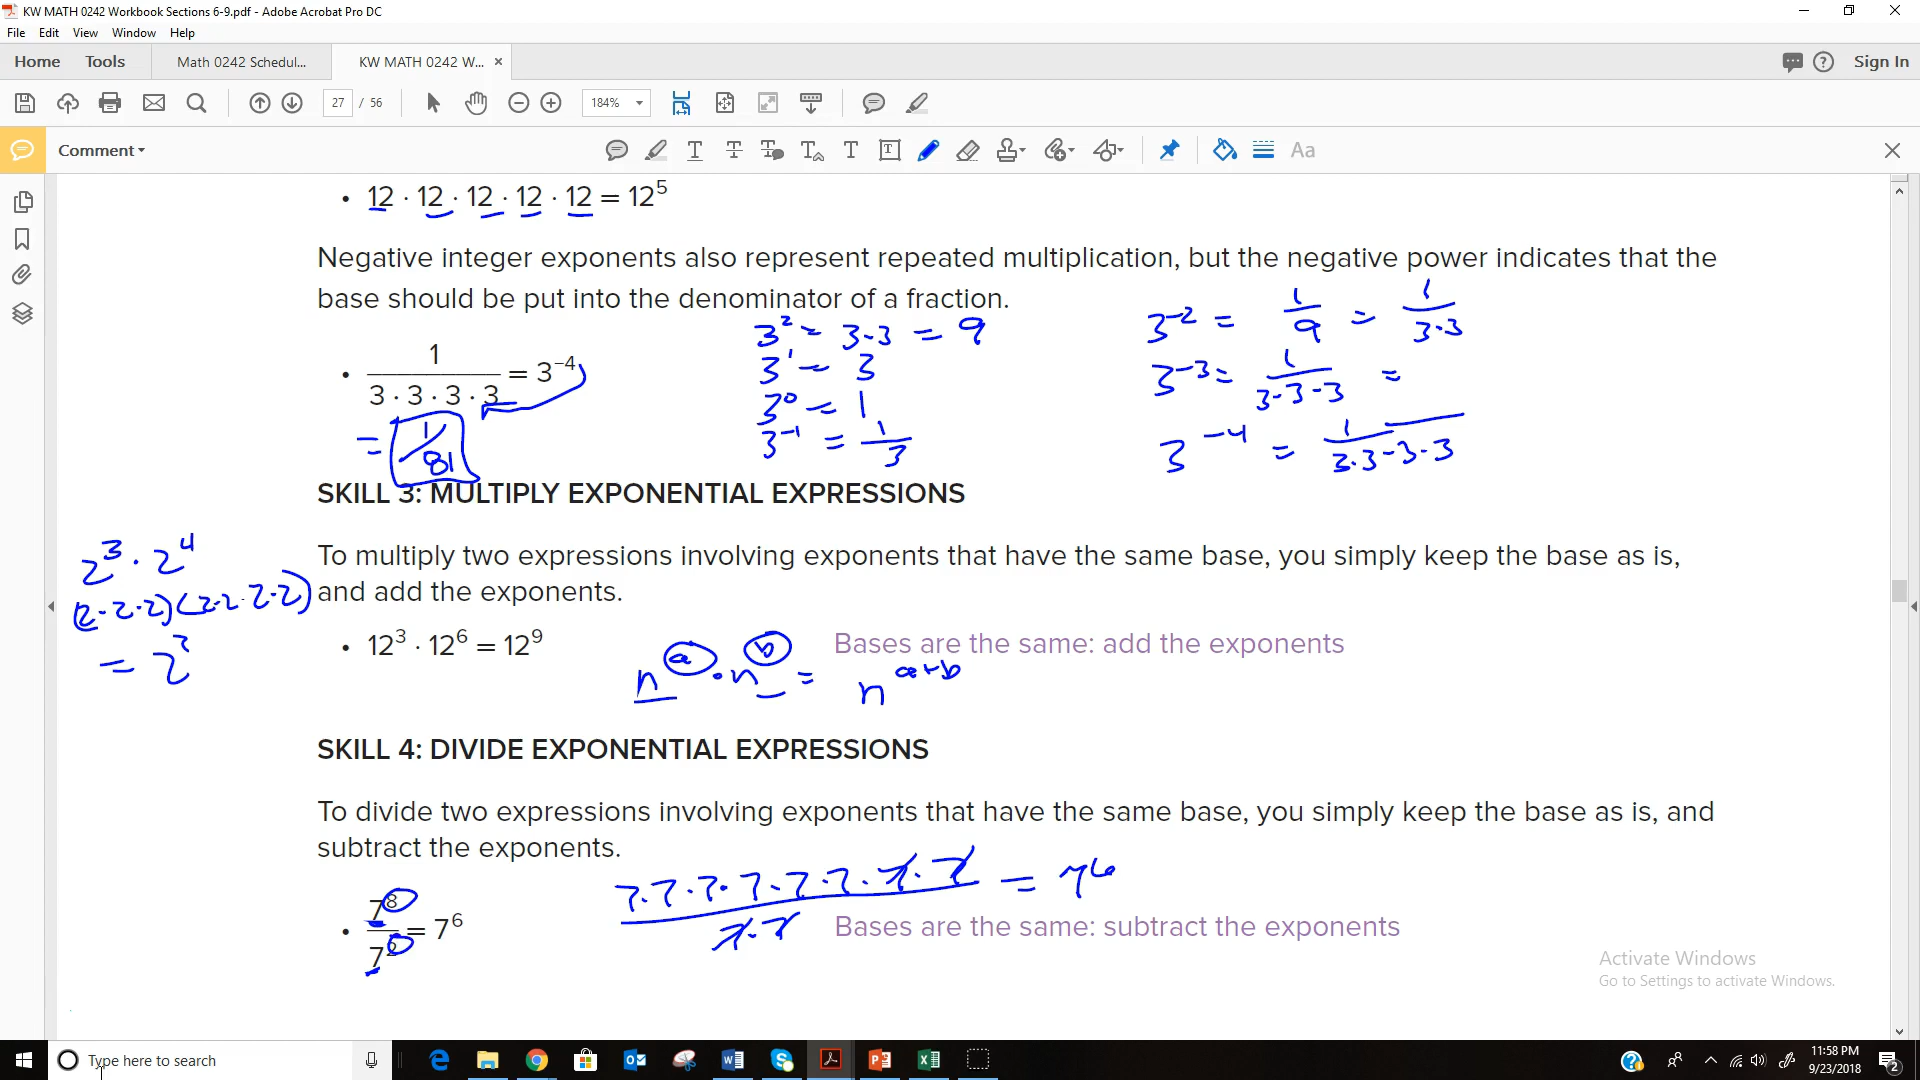 KW MATH 0242 Workbook Sections 6-9.pdf - Adobe Acrobat Pro DC
File Edit View Window Help
Home Tools Math 0242 Schedul... KW MATH 0242 W... × Sign In
27 / 56 184%
Comment
Aa
• 12 · 12 · 12 · 12 · 12 = 12⁵
Negative integer exponents also represent repeated multiplication, but the negative power indicates that the
base should be put into the denominator of a fraction.
• 1/(3 · 3 · 3 · 3) = 3⁻⁴
= 1/81
3² = 3·3 = 9
3¹ = 3
3⁰ = 1
3⁻¹ = 1/3
3⁻² = 1/9 = 1/(3·3)
3⁻³ = 1/(3·3·3) =
3⁻⁴ = 1/(3·3·3·3)
SKILL 3: MULTIPLY EXPONENTIAL EXPRESSIONS
2³ · 2⁴
(2·2·2)(2·2·2·2)
= 2⁷
To multiply two expressions involving exponents that have the same base, you simply keep the base as is,
and add the exponents.
• 12³ · 12⁶ = 12⁹
nᵃ · nᵇ = nᵃ⁺ᵇ
Bases are the same: add the exponents
SKILL 4: DIVIDE EXPONENTIAL EXPRESSIONS
To divide two expressions involving exponents that have the same base, you simply keep the base as is, and
subtract the exponents.
• 7⁸/7² = 7⁶
7·7·7·7·7·7·7·7/(7·7) = 7⁶
Bases are the same: subtract the exponents
Activate Windows
Go to Settings to activate Windows.
Type here to search
11:58 PM
9/23/2018
2